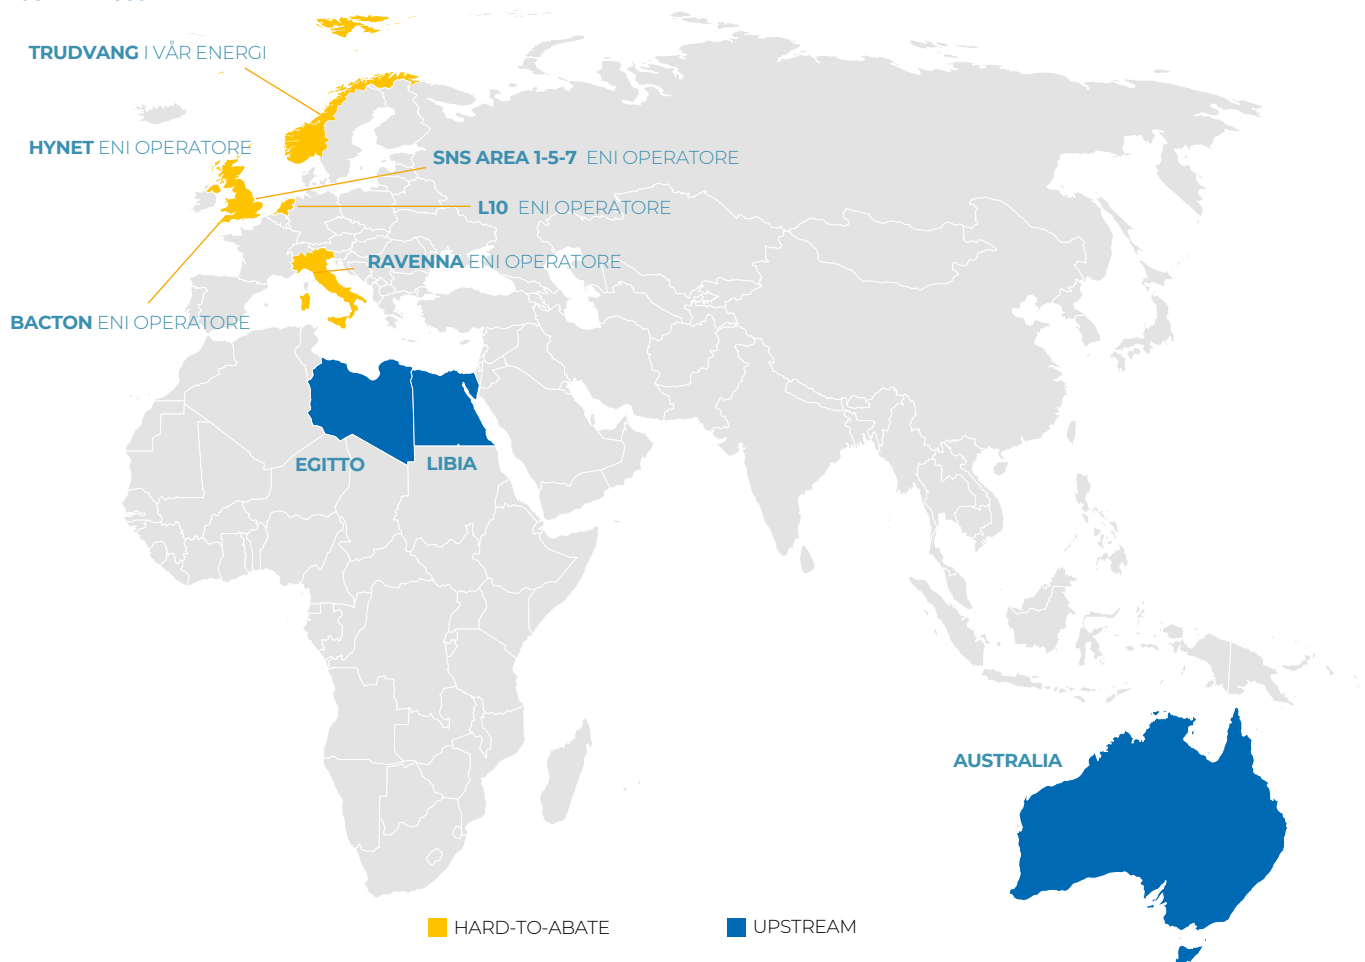 TRUDVANG I VÅR ENERGI
HYNET ENI OPERATORE
SNS AREA 1-5-7 ENI OPERATORE
L10 ENI OPERATORE
RAVENNA ENI OPERATORE
BACTON ENI OPERATORE
EGITTO
LIBIA
AUSTRALIA
HARD-TO-ABATE
UPSTREAM